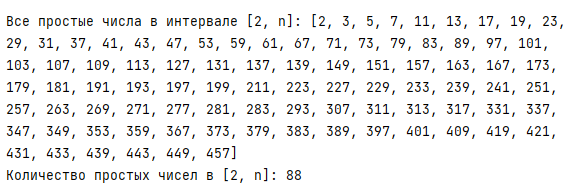 Все простые числа в интервале [2, n]: [2, 3, 5, 7, 11, 13, 17, 19, 23,
29, 31, 37, 41, 43, 47, 53, 59, 61, 67, 71, 73, 79, 83, 89, 97, 101,
103, 107, 109, 113, 127, 131, 137, 139, 149, 151, 157, 163, 167, 173,
179, 181, 191, 193, 197, 199, 211, 223, 227, 229, 233, 239, 241, 251,
257, 263, 269, 271, 277, 281, 283, 293, 307, 311, 313, 317, 331, 337,
347, 349, 353, 359, 367, 373, 379, 383, 389, 397, 401, 409, 419, 421,
431, 433, 439, 443, 449, 457]
Количество простых чисел в [2, n]: 88